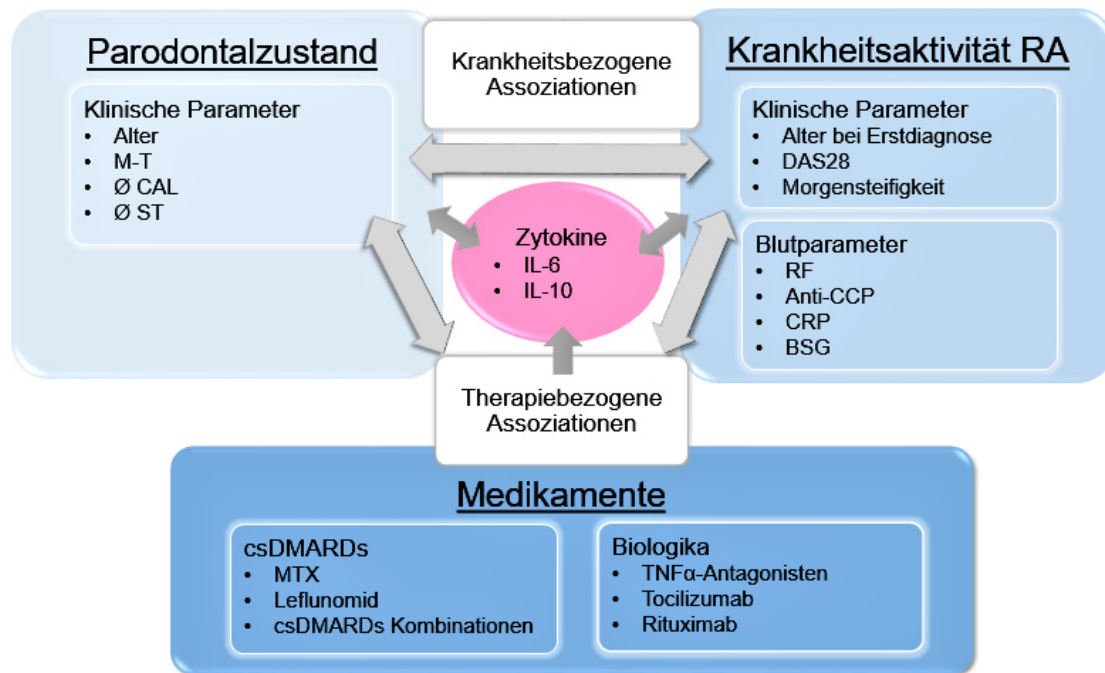 Parodontalzustand
Klinische Parameter
• Alter
• M-T
• Ø CAL
• Ø ST
Krankheitsbezogene
Assoziationen
Krankheitsaktivität RA
Klinische Parameter
• Alter bei Erstdiagnose
• DAS28
• Morgensteifigkeit
Blutparameter
• RF
• Anti-CCP
• CRP
• BSG
Zytokine
• IL-6
• IL-10
Therapiebezogene
Assoziationen
Medikamente
csDMARDs
• MTX
• Leflunomid
• csDMARDs Kombinationen
Biologika
• TNFα-Antagonisten
• Tocilizumab
• Rituximab